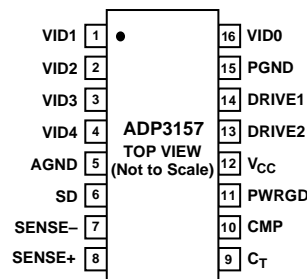 VID1 1 16 VID0
VID2 2 15 PGND
VID3 3 14 DRIVE1
VID4 4 ADP3157 13 DRIVE2
AGND 5 TOP VIEW (Not to Scale) 12 VCC
SD 6 11 PWRGD
SENSE– 7 10 CMP
SENSE+ 8 9 CT